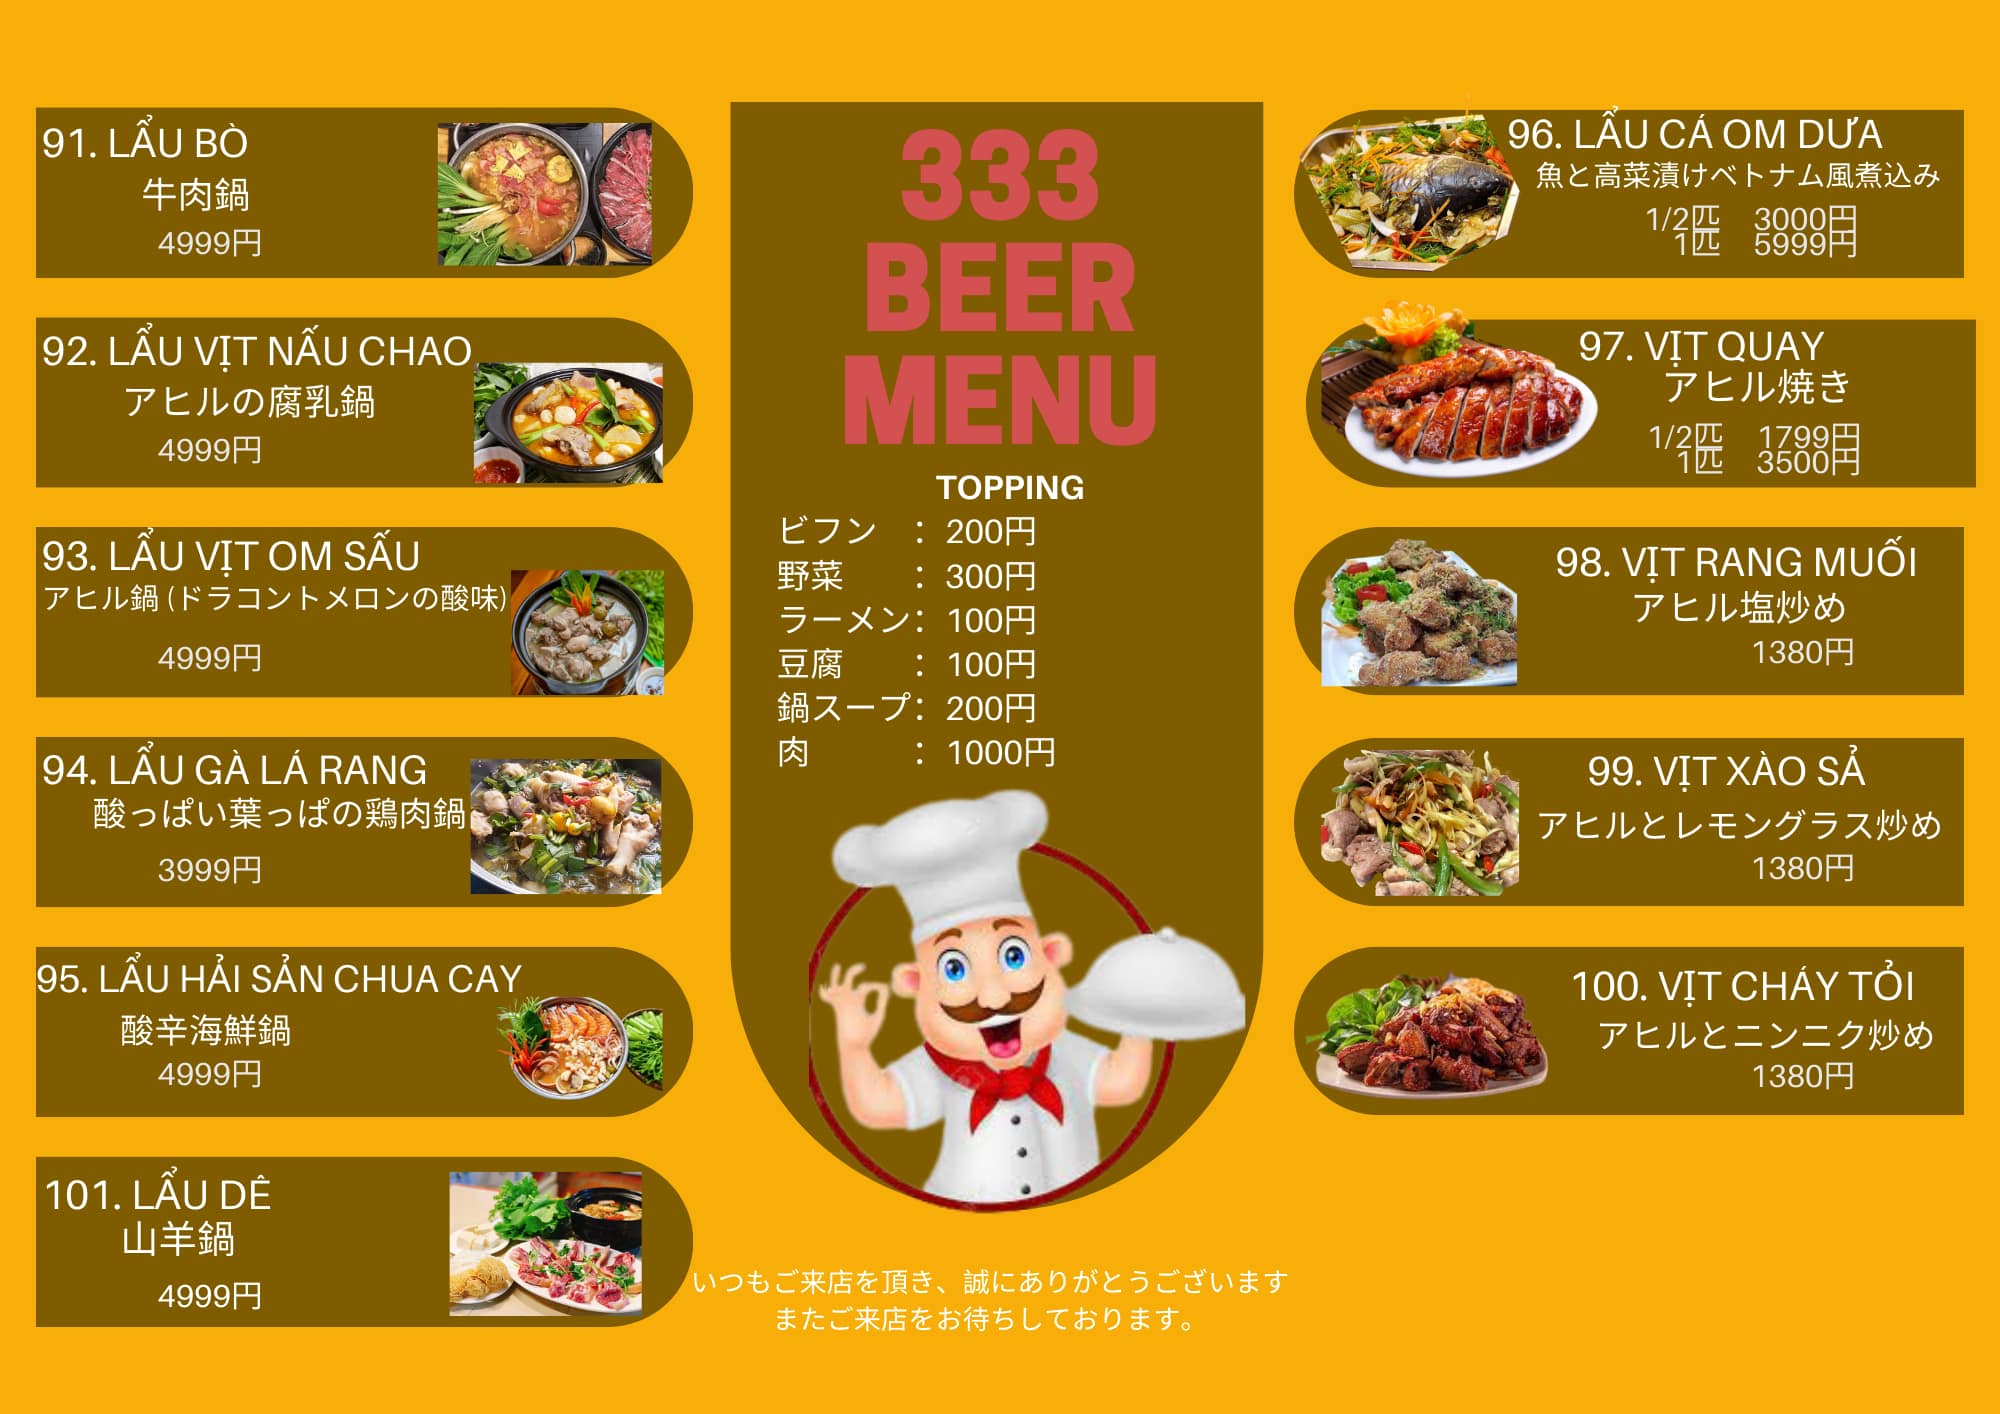 91. LẨU BÒ
牛肉鍋
4999円
92. LẨU VỊT NẤU CHAO
アヒルの腐乳鍋
4999円
93. LẨU VỊT OM SẤU
アヒル鍋 (ドラコントメロンの酸味)
4999円
94. LẨU GÀ LÁ RANG
酸っぱい葉っぱの鶏肉鍋
3999円
95. LẨU HẢI SẢN CHUA CAY
酸辛海鮮鍋
4999円
101. LẨU DÊ
山羊鍋
4999円
333
BEER
MENU
TOPPING
ビフン : 200円
野菜 : 300円
ラーメン: 100円
豆腐 : 100円
鍋スープ: 200円
肉 : 1000円
いつもご来店を頂き、誠にありがとうございます
またご来店をお待ちしております。
96. LẨU CÁ OM DƯA
魚と高菜漬けベトナム風煮込み
1/2匹 3000円
1匹 5999円
97. VỊT QUAY
アヒル焼き
1/2匹 1799円
1匹 3500円
98. VỊT RANG MUỐI
アヒル塩炒め
1380円
99. VỊT XÀO SẢ
アヒルとレモングラス炒め
1380円
100. VỊT CHÁY TỎI
アヒルとニンニク炒め
1380円